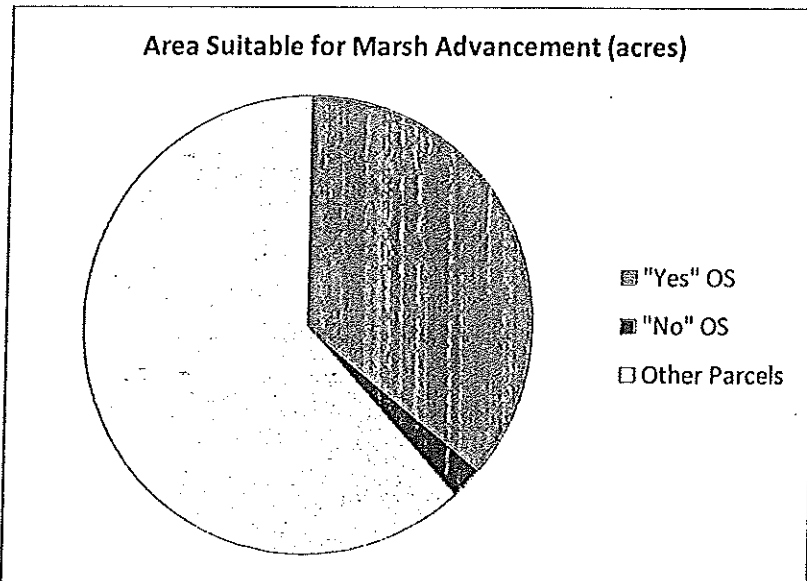 Area Suitable for Marsh Advancement (acres)
"Yes" OS
"No" OS
Other Parcels